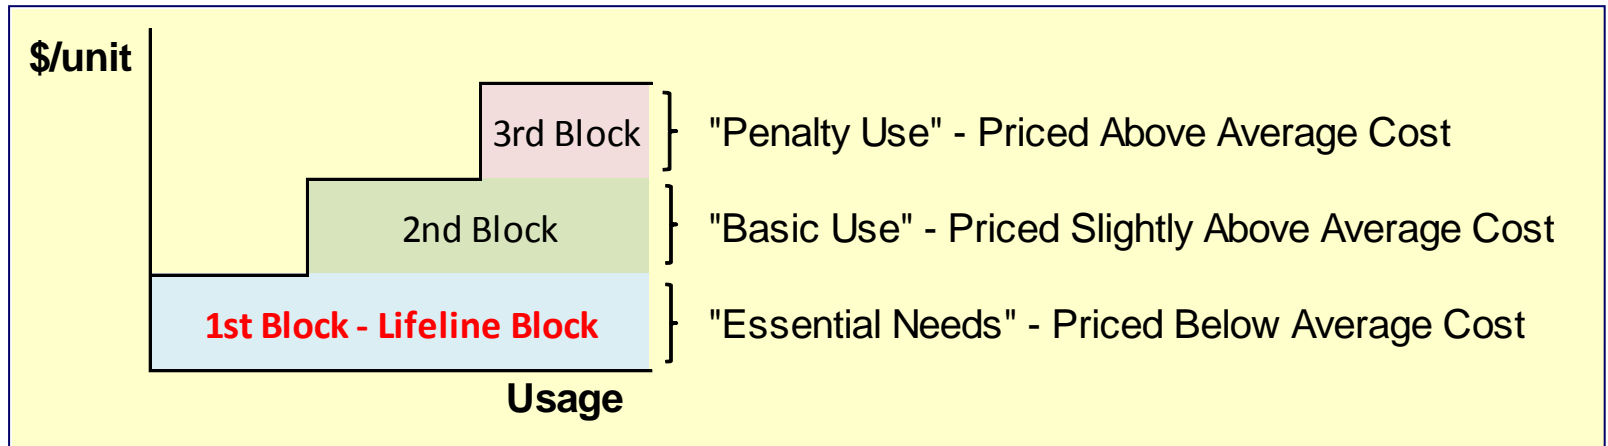 $/unit
3rd Block
"Penalty Use" - Priced Above Average Cost
2nd Block
"Basic Use" - Priced Slightly Above Average Cost
1st Block - Lifeline Block
"Essential Needs" - Priced Below Average Cost
Usage